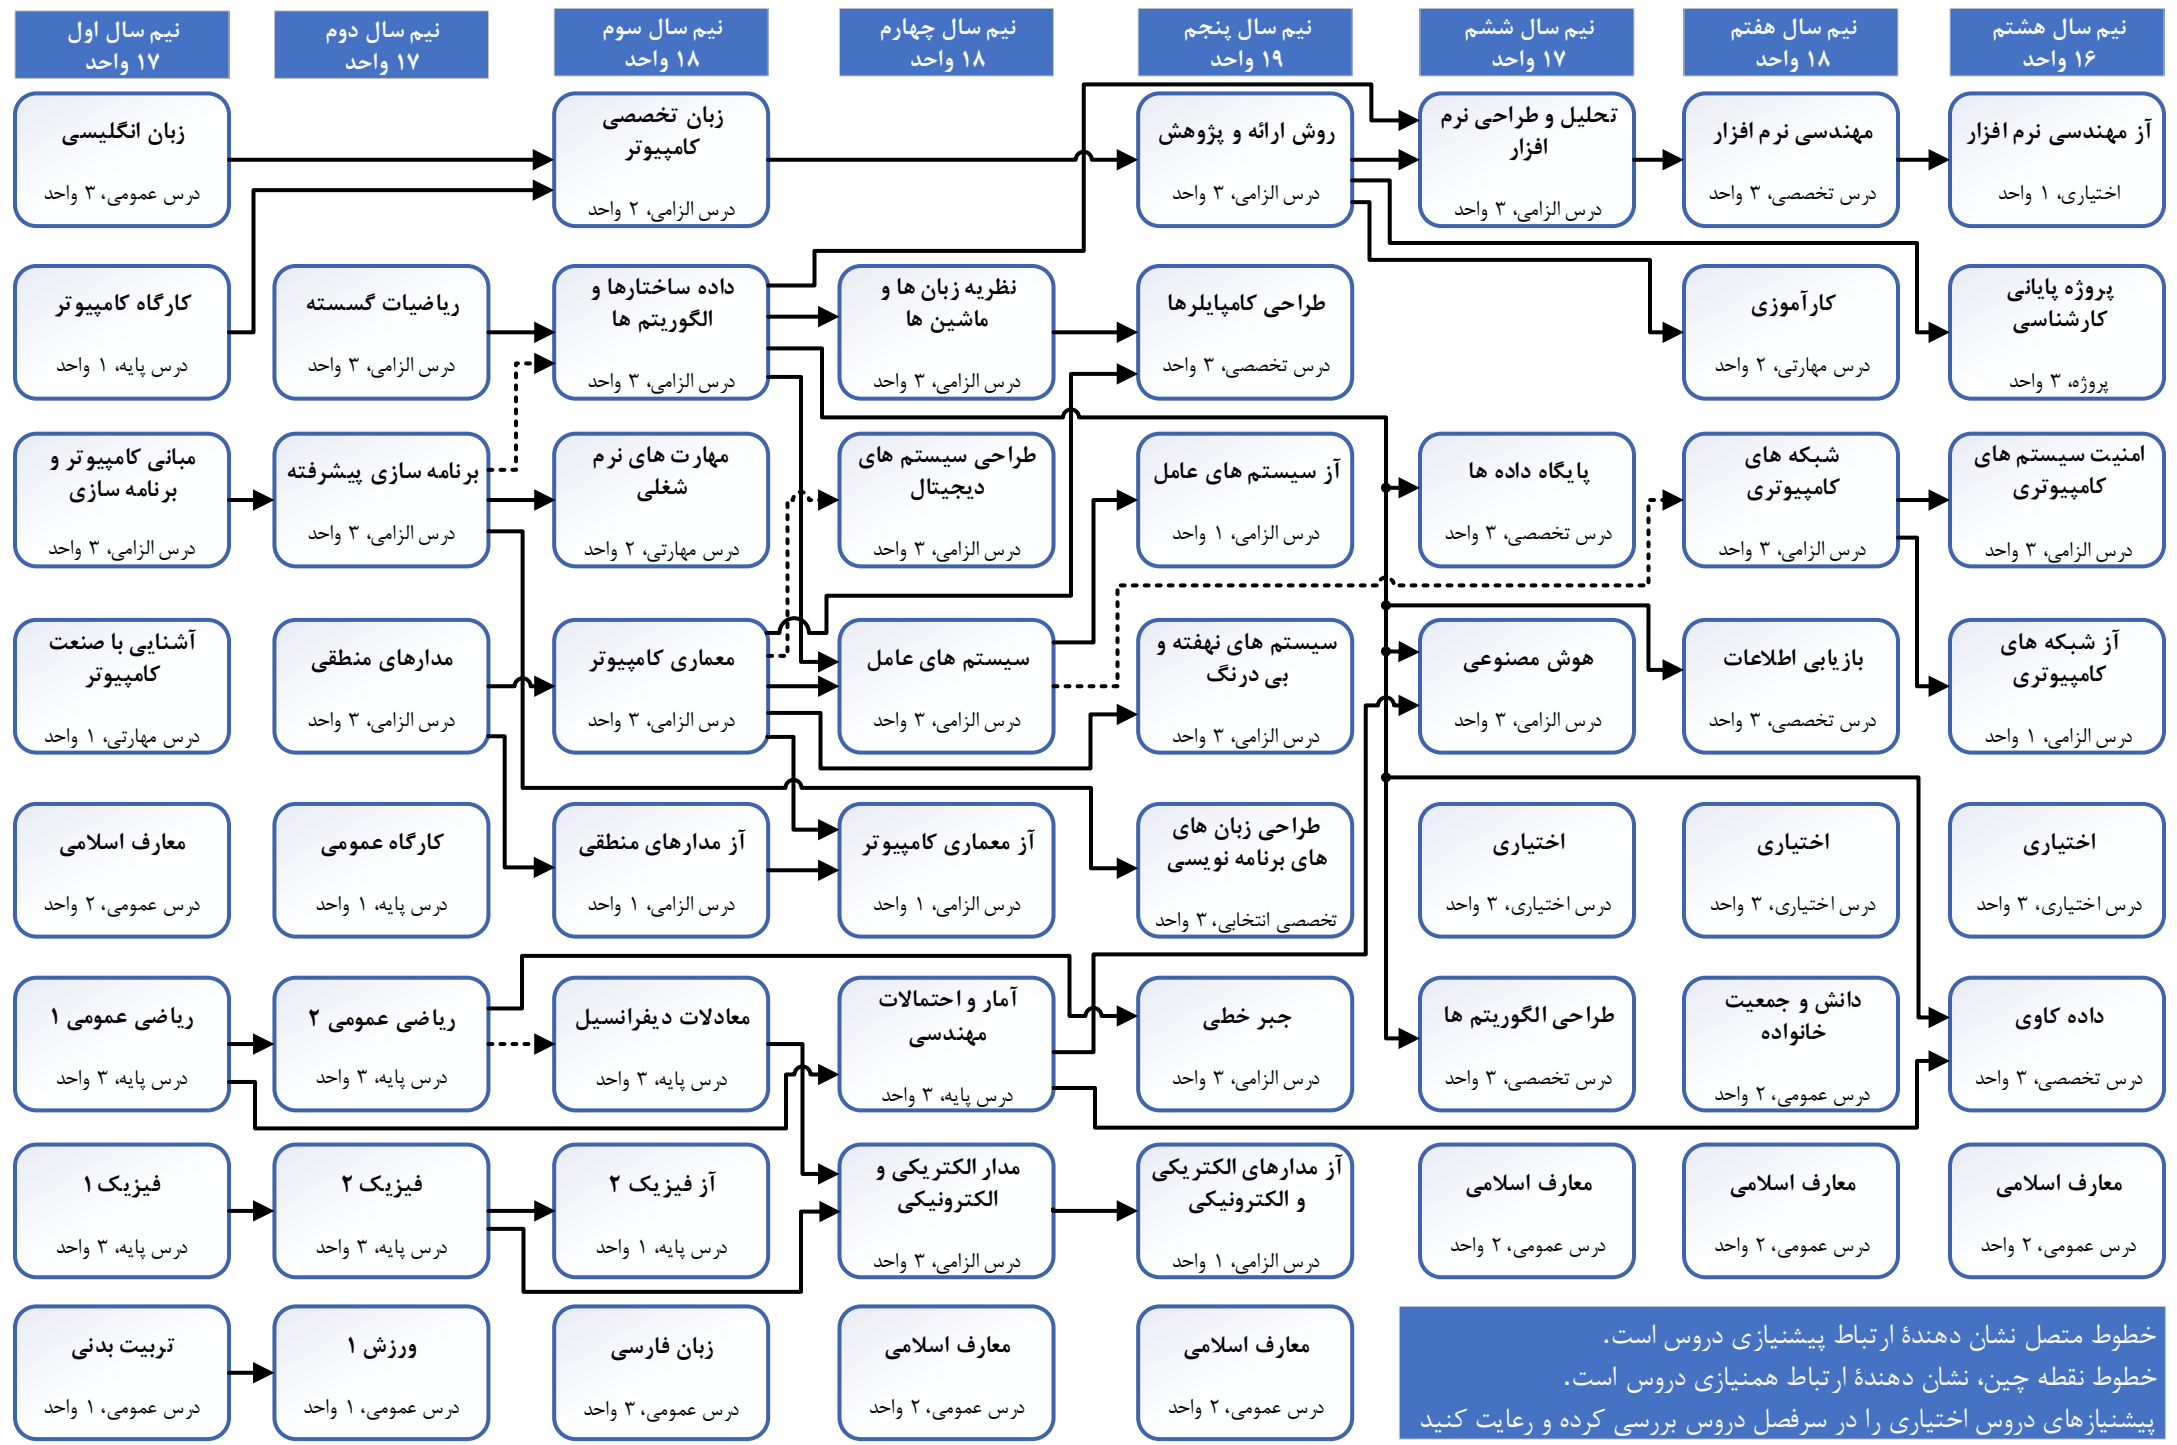 نیم سال اول
۱۷ واحد
نیم سال دوم
۱۷ واحد
نیم سال سوم
۱۸ واحد
نیم سال چهارم
۱۸ واحد
نیم سال پنجم
۱۹ واحد
نیم سال ششم
۱۷ واحد
نیم سال هفتم
۱۸ واحد
نیم سال هشتم
۱۶ واحد
زبان انگلیسی
درس عمومی، ۳ واحد
زبان تخصصی
کامپیوتر
درس الزامی، ۲ واحد
روش ارائه و پژوهش
درس الزامی، ۳ واحد
تحلیل و طراحی نرم
افزار
درس الزامی، ۳ واحد
مهندسی نرم افزار
درس تخصصی، ۳ واحد
آز مهندسی نرم افزار
اختیاری، ۱ واحد
کارگاه کامپیوتر
درس پایه، ۱ واحد
ریاضیات گسسته
درس الزامی، ۳ واحد
داده ساختارها و
الگوریتم ها
درس الزامی، ۳ واحد
نظریه زبان ها و
ماشین ها
درس الزامی، ۳ واحد
طراحی کامپایلرها
درس تخصصی، ۳ واحد
کارآموزی
درس مهارتی، ۲ واحد
پروژه پایانی
کارشناسی
پروژه، ۳ واحد
مبانی کامپیوتر و
برنامه سازی
درس الزامی، ۳ واحد
برنامه سازی پیشرفته
درس الزامی، ۳ واحد
مهارت های نرم
شغلی
درس مهارتی، ۲ واحد
طراحی سیستم های
دیجیتال
درس الزامی، ۳ واحد
آز سیستم های عامل
درس الزامی، ۱ واحد
پایگاه داده ها
درس تخصصی، ۳ واحد
شبکه های
کامپیوتری
درس الزامی، ۳ واحد
امنیت سیستم های
کامپیوتری
درس الزامی، ۳ واحد
آشنایی با صنعت
کامپیوتر
درس مهارتی، ۱ واحد
مدارهای منطقی
درس الزامی، ۳ واحد
معماری کامپیوتر
درس الزامی، ۳ واحد
سیستم های عامل
درس الزامی، ۳ واحد
سیستم های نهفته و
بی درنگ
درس الزامی، ۳ واحد
هوش مصنوعی
درس الزامی، ۳ واحد
بازیابی اطلاعات
درس تخصصی، ۳ واحد
آز شبکه های
کامپیوتری
درس الزامی، ۱ واحد
معارف اسلامی
درس عمومی، ۲ واحد
کارگاه عمومی
درس پایه، ۱ واحد
آز مدارهای منطقی
درس الزامی، ۱ واحد
آز معماری کامپیوتر
درس الزامی، ۱ واحد
طراحی زبان های
های برنامه نویسی
تخصصی انتخابی، ۳ واحد
اختیاری
درس اختیاری، ۳ واحد
اختیاری
درس اختیاری، ۳ واحد
اختیاری
درس اختیاری، ۳ واحد
ریاضی عمومی ۱
درس پایه، ۳ واحد
ریاضی عمومی ۲
درس پایه، ۳ واحد
معادلات دیفرانسیل
درس پایه، ۳ واحد
آمار و احتمالات
مهندسی
درس پایه، ۳ واحد
جبر خطی
درس الزامی، ۳ واحد
طراحی الگوریتم ها
درس تخصصی، ۳ واحد
دانش و جمعیت
خانواده
درس عمومی، ۲ واحد
داده کاوی
درس تخصصی، ۳ واحد
فیزیک ۱
درس پایه، ۳ واحد
فیزیک ۲
درس پایه، ۳ واحد
آز فیزیک ۲
درس پایه، ۱ واحد
مدار الکتریکی و
الکترونیکی
درس الزامی، ۳ واحد
آز مدارهای الکتریکی
و الکترونیکی
درس الزامی، ۱ واحد
معارف اسلامی
درس عمومی، ۲ واحد
معارف اسلامی
درس عمومی، ۲ واحد
معارف اسلامی
درس عمومی، ۲ واحد
تربیت بدنی
درس عمومی، ۱ واحد
ورزش ۱
درس عمومی، ۱ واحد
زبان فارسی
درس عمومی، ۳ واحد
معارف اسلامی
درس عمومی، ۲ واحد
معارف اسلامی
درس عمومی، ۲ واحد
خطوط متصل نشان دهندهٔ ارتباط پیشنیازی دروس است.
خطوط نقطه چین، نشان دهندهٔ ارتباط همنیازی دروس است.
پیشنیازهای دروس اختیاری را در سرفصل دروس بررسی کرده و رعایت کنید